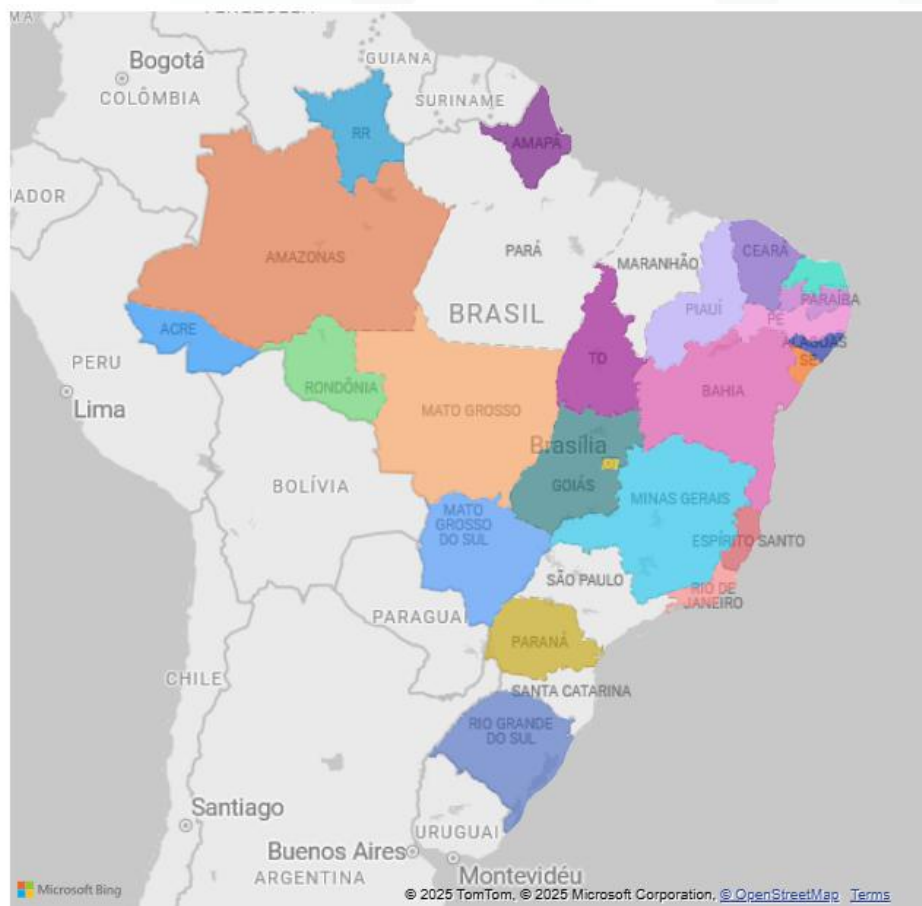 Bogotá
COLÔMBIA
GUIANA
SURINAME
RR
AMAPÁ
AMAZONAS
PARÁ
MARANHÃO
CEARÁ
PARAÍBA
PIAUÍ
PE
ALAGOAS
SE
BRASIL
ACRE
PERU
Lima
RONDÔNIA
TO
BAHIA
MATO GROSSO
Brasília
GOIÁS
BOLÍVIA
MINAS GERAIS
MATO
GROSSO
DO SUL
ESPÍRITO SANTO
SÃO PAULO
RIO DE
JANEIRO
PARAGUAI
PARANÁ
CHILE
SANTA CATARINA
RIO GRANDE
DO SUL
Santiago
URUGUAI
Buenos Aires
ARGENTINA
Montevidéu
Microsoft Bing
© 2025 TomTom, © 2025 Microsoft Corporation, © OpenStreetMap Terms